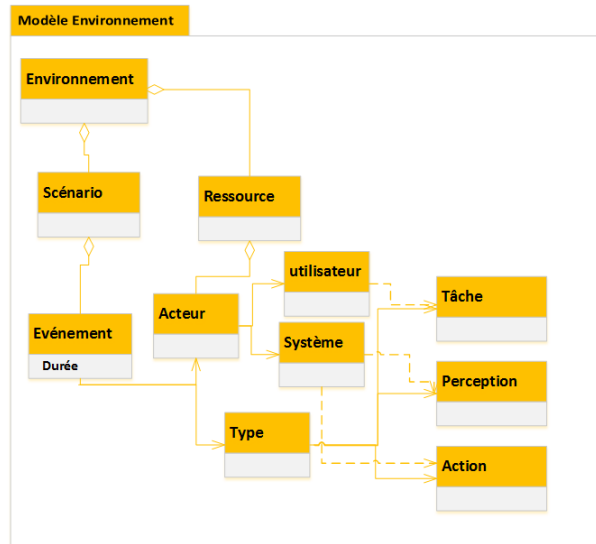 Modèle Environnement
Environnement
Scénario
Ressource
utilisateur
Tâche
Acteur
Evénement
Système
Durée
Perception
Type
Action